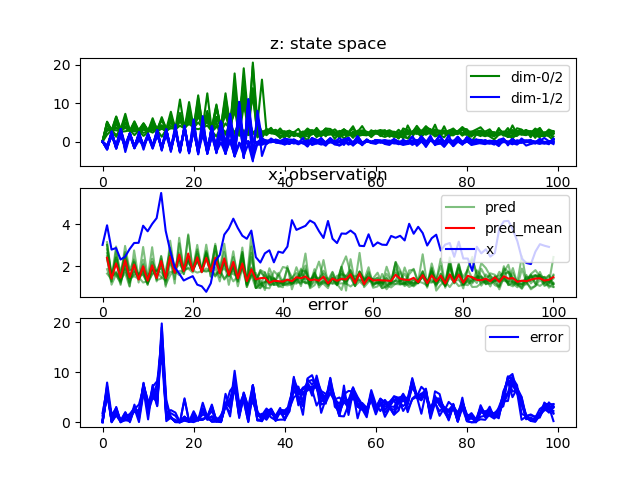 z: state space
20
10
0
dim-0/2
dim-1/2
0 20 40 60 80 100
x: observation
4
2
pred
pred_mean
x
0 20 40 60 80 100
error
20
10
0
error
0 20 40 60 80 100